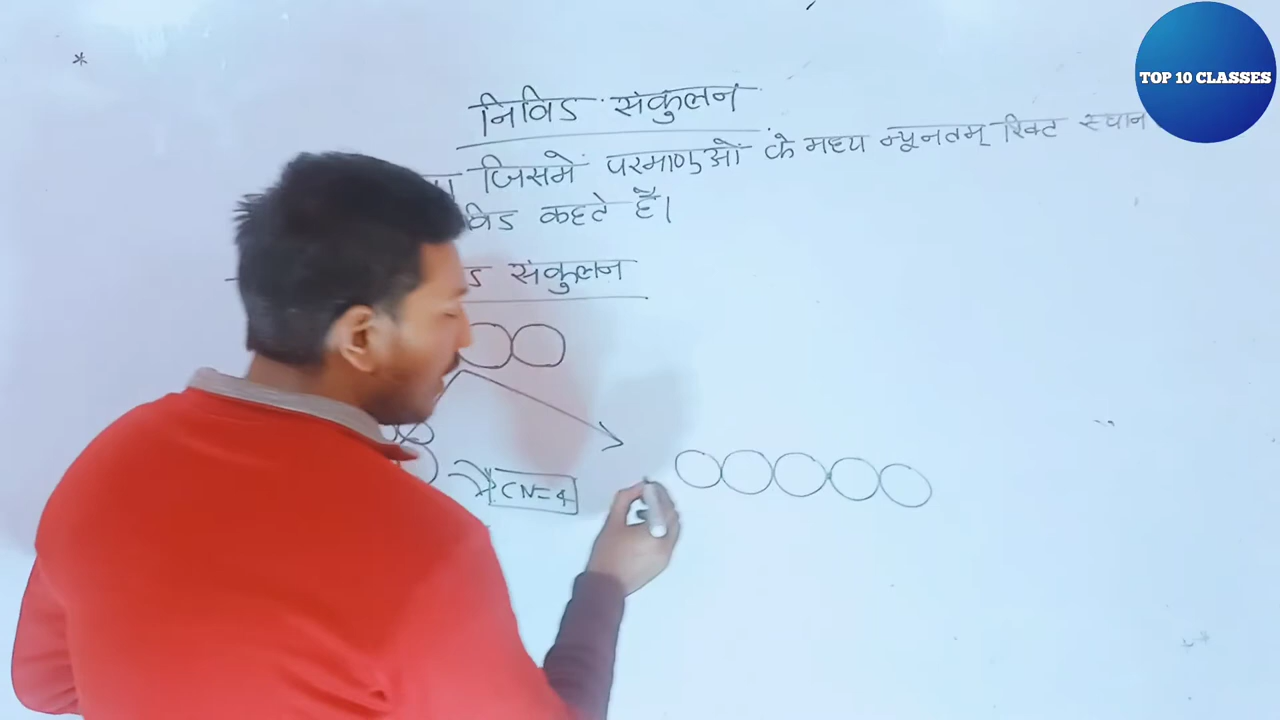 TOP 10 CLASSES
निविड संकुलन
जिसमें परमाणुओं के मध्य न्यूनतम् रिक्ट स्थान
कहते है।
संकुलन
CN=4